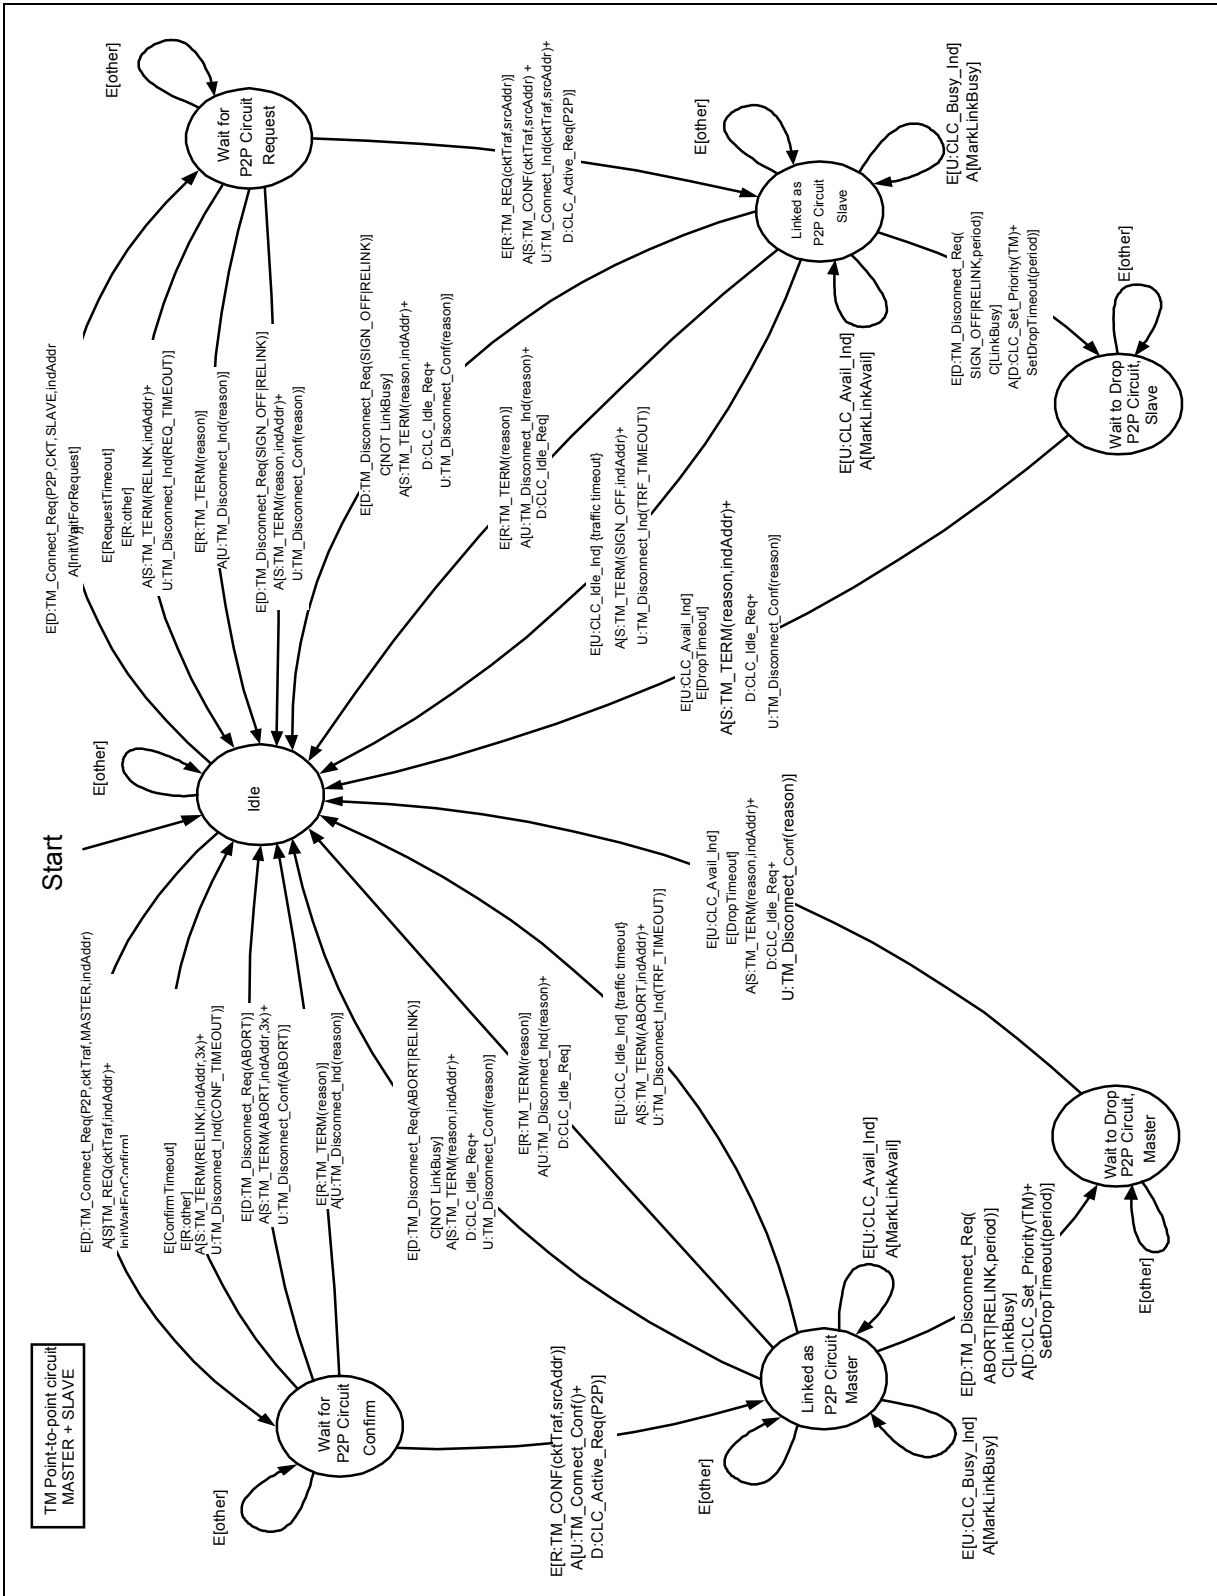 TM Point-to-point circuit
MASTER + SLAVE
Start
Idle
E[other]
E[D:TM_Connect_Req(P2P,cktTraf,MASTER,indAddr)
A[S}TM_REQ(cktTraf,indAddr)+
InitWaitForConfirm]
E[ConfirmTimeout]
E[R:other]
A[S:TM_TERM(RELINK,indAddr,3x)+
U:TM_Disconnect_Ind(CONF_TIMEOUT)]
E[D:TM_Disconnect_Req(ABORT)]
A[S:TM_TERM(ABORT,indAddr,3x)+
U:TM_Disconnect_Conf(ABORT)]
E[R:TM_TERM(reason)]
A[U:TM_Disconnect_Ind(reason)]
Wait for
P2P Circuit
Confirm
E[other]
E[R:TM_CONF(cktTraf,srcAddr)]
A[U:TM_Connect_Conf()+
D:CLC_Active_Req(P2P)]
E[D:TM_Disconnect_Req(ABORT|RELINK)]
C[NOT LinkBusy]
A[S:TM_TERM(reason,indAddr)+
D:CLC_Idle_Req+
U:TM_Disconnect_Conf(reason)]
E[R:TM_TERM(reason)]
A[U:TM_Disconnect_Ind(reason)+
D:CLC_Idle_Req]
E[U:CLC_Idle_Ind] {traffic timeout}
A[S:TM_TERM(ABORT,indAddr)+
U:TM_Disconnect_Ind(TRF_TIMEOUT)]
Linked as
P2P Circuit
Master
E[other]
E[U:CLC_Avail_Ind]
A[MarkLinkAvail]
E[U:CLC_Busy_Ind]
A[MarkLinkBusy]
E[D:TM_Disconnect_Req(
ABORT|RELINK,period)]
C[LinkBusy]
A[D:CLC_Set_Priority(TM)+
SetDropTimeout(period)]
Wait to Drop
P2P Circuit,
Master
E[other]
E[U:CLC_Avail_Ind]
E[DropTimeout]
A[S:TM_TERM(reason,indAddr)+
D:CLC_Idle_Req+
U:TM_Disconnect_Conf(reason)]
E[D:TM_Connect_Req(P2P,CKT,SLAVE,indAddr
A[InitWaitForRequest]
E[RequestTimeout]
E[R:other]
A[S:TM_TERM(RELINK,indAddr)+
U:TM_Disconnect_Ind(REQ_TIMEOUT)]
E[R:TM_TERM(reason)]
A[U:TM_Disconnect_Ind(reason)]
E[D:TM_Disconnect_Req(SIGN_OFF|RELINK)]
A[S:TM_TERM(reason,indAddr)+
U:TM_Disconnect_Conf(reason)]
Wait for
P2P Circuit
Request
E[other]
E[R:TM_REQ(cktTraf,srcAddr)]
A[S:TM_CONF(cktTraf,srcAddr) +
U:TM_Connect_Ind(cktTraf,srcAddr)+
D:CLC_Active_Req(P2P)]
E[D:TM_Disconnect_Req(SIGN_OFF|RELINK)]
C[NOT LinkBusy]
A[S:TM_TERM(reason,indAddr)+
D:CLC_Idle_Req+
U:TM_Disconnect_Conf(reason)]
E[R:TM_TERM(reason)]
A[U:TM_Disconnect_Ind(reason)+
D:CLC_Idle_Req]
E[U:CLC_Idle_Ind] {traffic timeout}
A[S:TM_TERM(SIGN_OFF,indAddr)+
U:TM_Disconnect_Ind(TRF_TIMEOUT)]
Linked as
P2P Circuit
Slave
E[other]
E[U:CLC_Busy_Ind]
A[MarkLinkBusy]
E[U:CLC_Avail_Ind]
A[MarkLinkAvail]
E[D:TM_Disconnect_Req(
SIGN_OFF|RELINK,period)]
C[LinkBusy]
A[D:CLC_Set_Priority(TM)+
SetDropTimeout(period)]
Wait to Drop
P2P Circuit,
Slave
E[other]
E[U:CLC_Avail_Ind]
E[DropTimeout]
A[S:TM_TERM(reason,indAddr)+
D:CLC_Idle_Req+
U:TM_Disconnect_Conf(reason)]